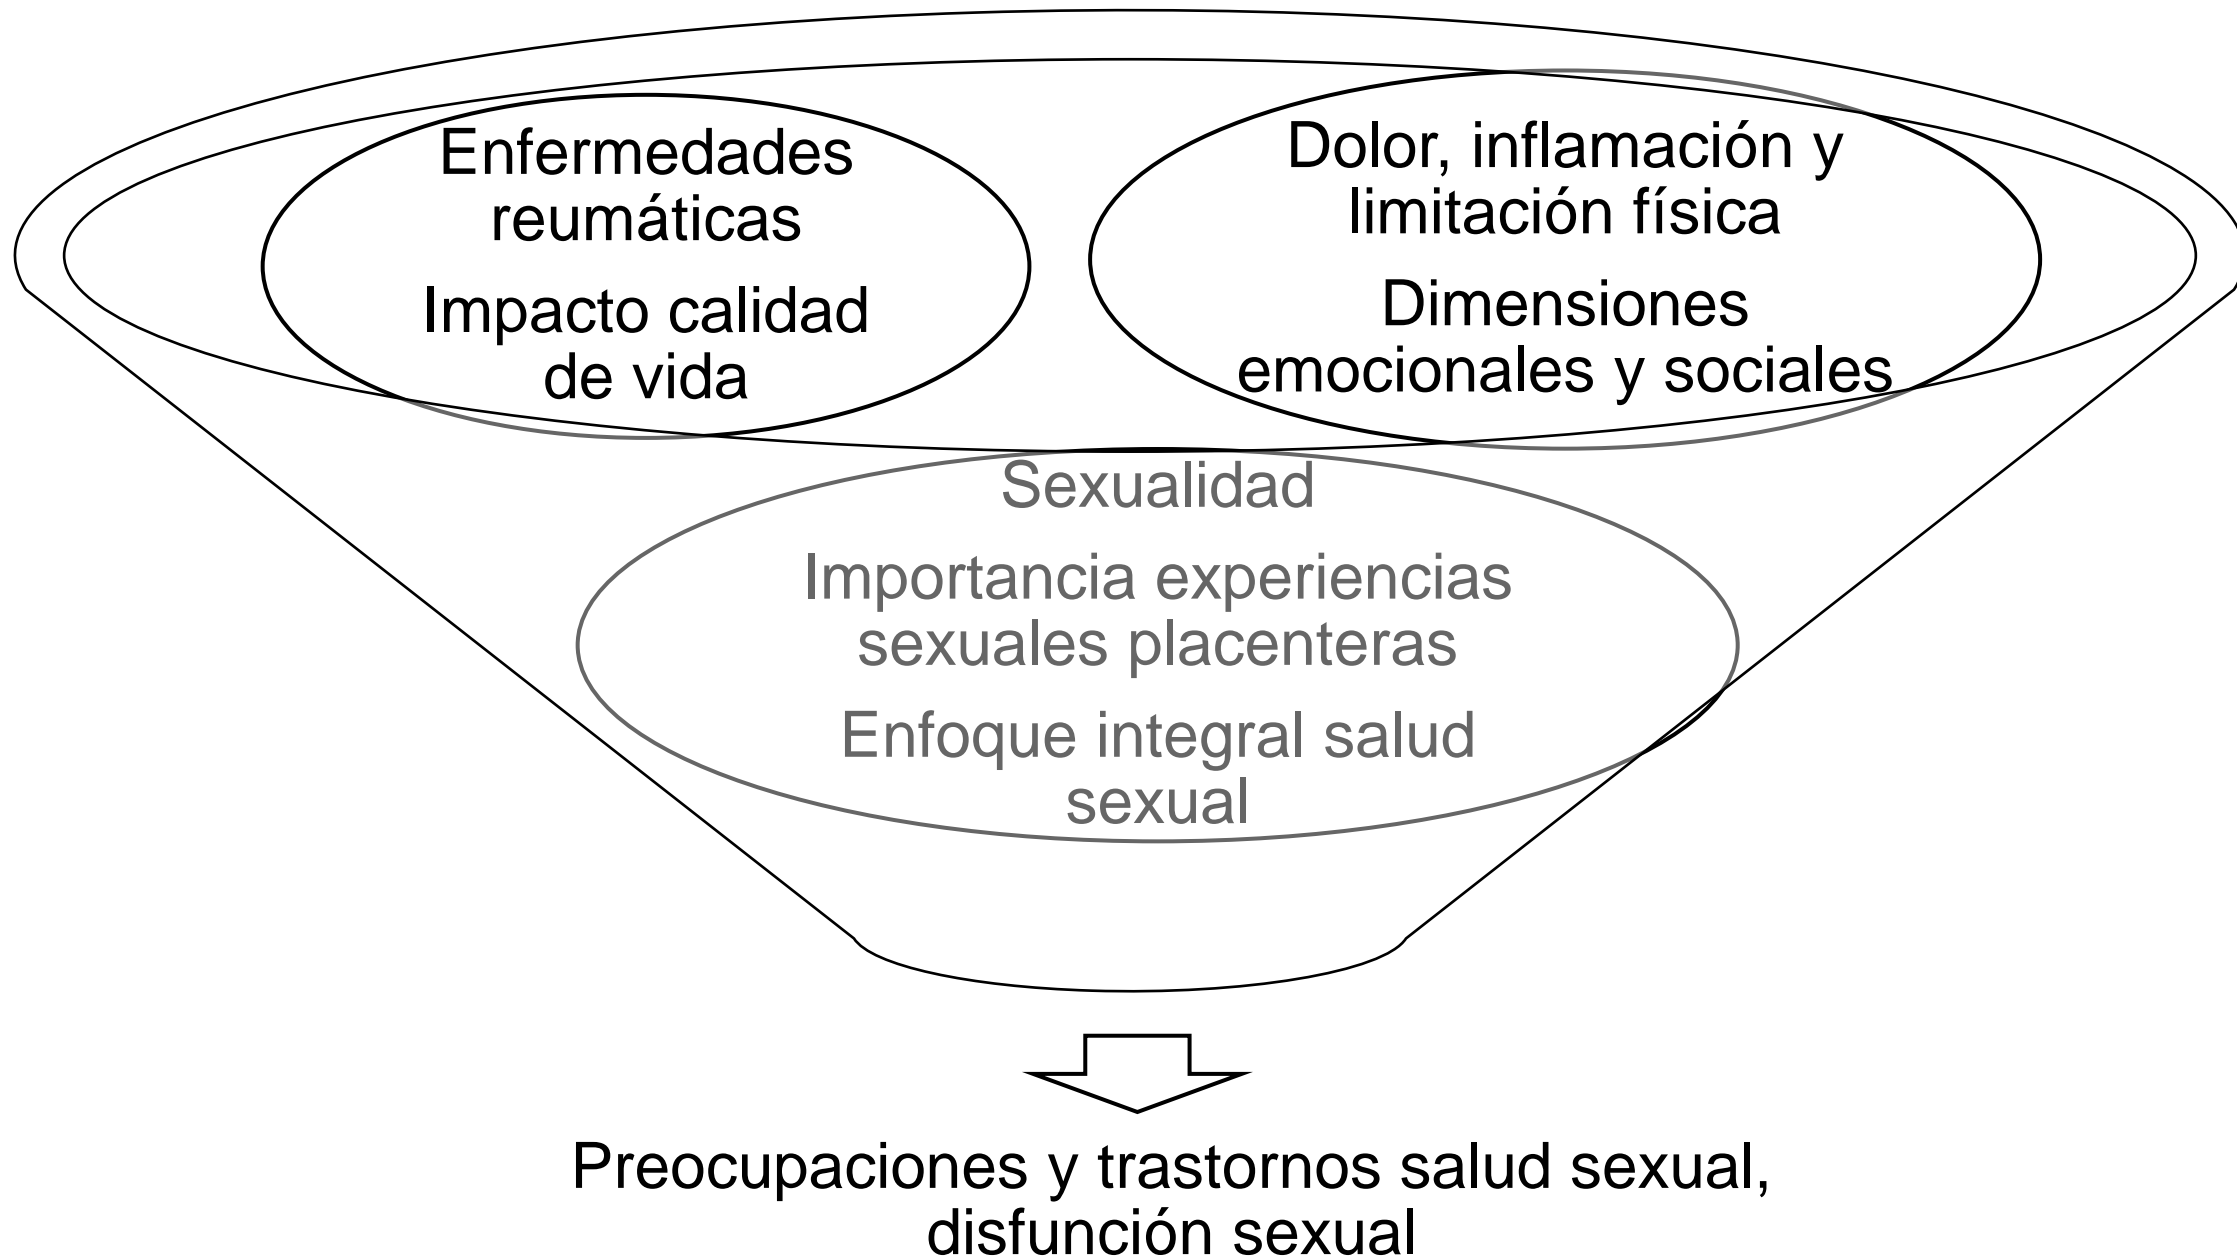 Enfermedades
reumáticas
Impacto calidad
de vida
Dolor, inflamación y
limitación física
Dimensiones
emocionales y sociales
Sexualidad
Importancia experiencias
sexuales placenteras
Enfoque integral salud
sexual
Preocupaciones y trastornos salud sexual,
disfunción sexual